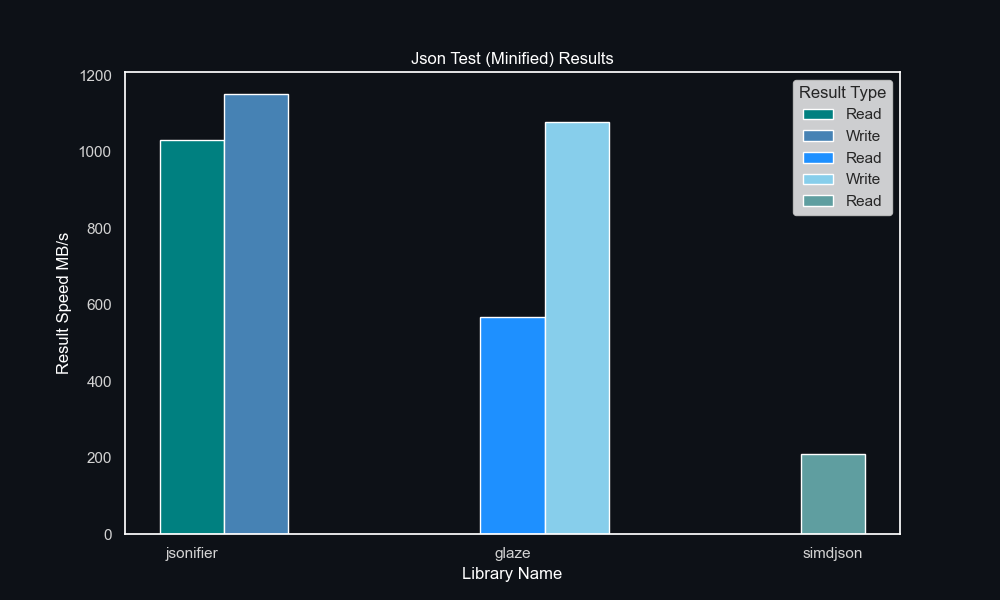 Json Test (Minified) Results
1200
1000
800
600
400
200
0
Result Speed MB/s
Result Type
Read
Write
Read
Write
Read
jsonifier
glaze
simdjson
Library Name